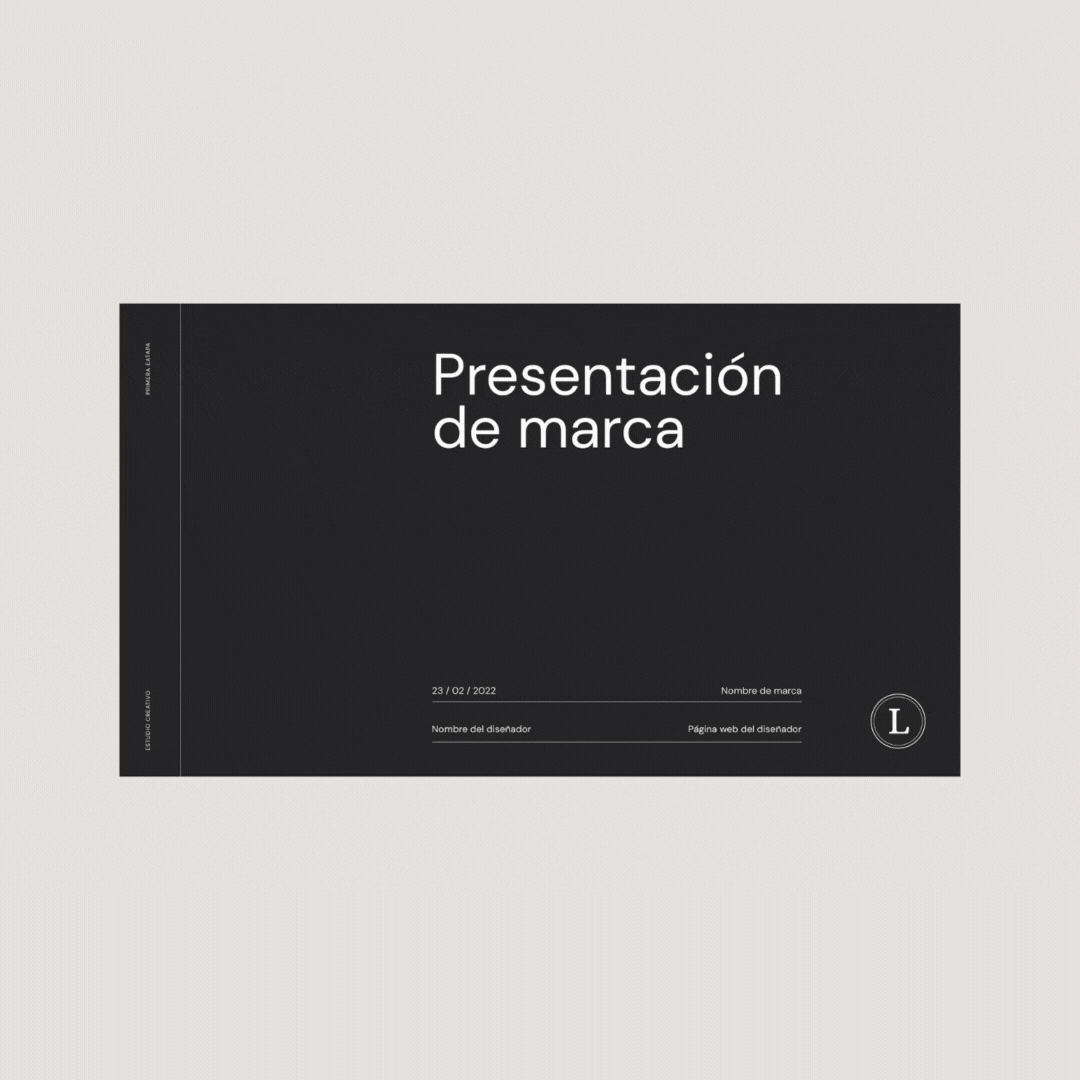 PRIMERA EATAPA
Presentación
de marca
23 / 02 / 2022
Nombre de marca
Nombre del diseñador
Página web del diseñador
ESTUDIO CREATIVO
L